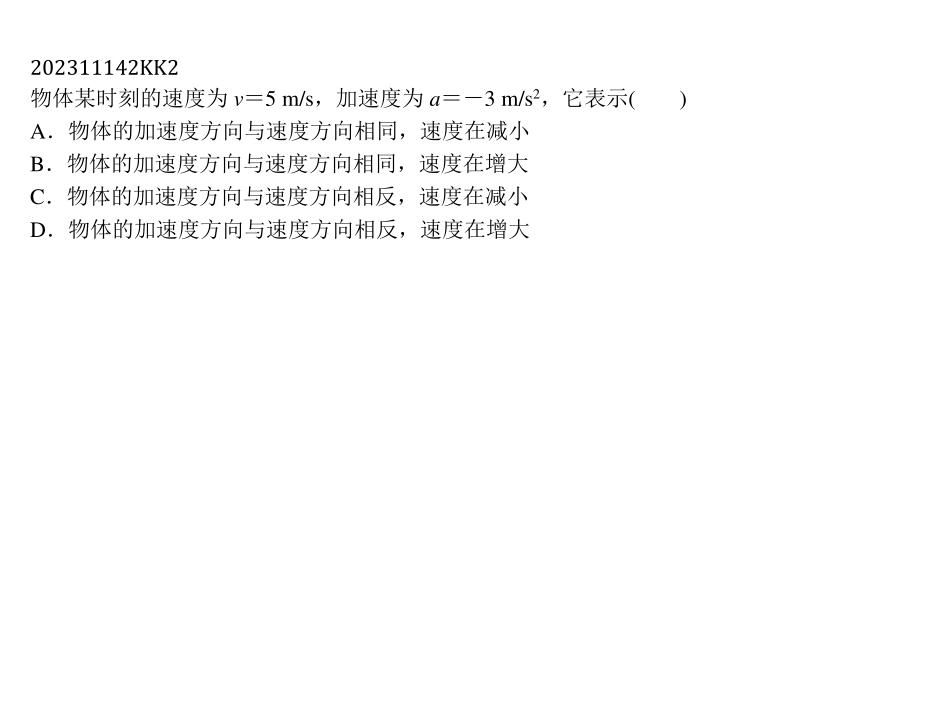 202311142KK2
物体某时刻的速度为 v＝5 m/s，加速度为 a＝－3 m/s²，它表示(　　)
A．物体的加速度方向与速度方向相同，速度在减小
B．物体的加速度方向与速度方向相同，速度在增大
C．物体的加速度方向与速度方向相反，速度在减小
D．物体的加速度方向与速度方向相反，速度在增大